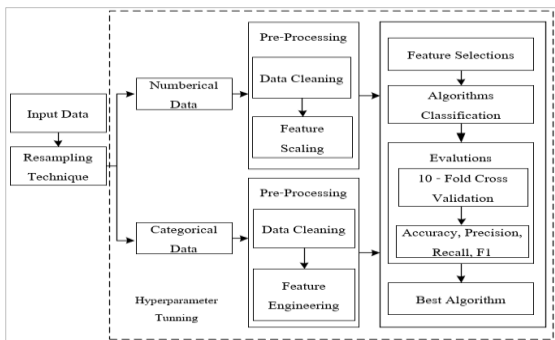 Input Data
Resampling
Technique
Numberical
Data
Categorical
Data
Hyperparameter
Tunning
Pre-Processing
Data Cleaning
Feature
Scaling
Pre-Processing
Data Cleaning
Feature
Engineering
Feature Selections
Algorithms
Classification
Evalutions
10 - Fold Cross
Validation
Accuracy, Precision,
Recall, F1
Best Algorithm